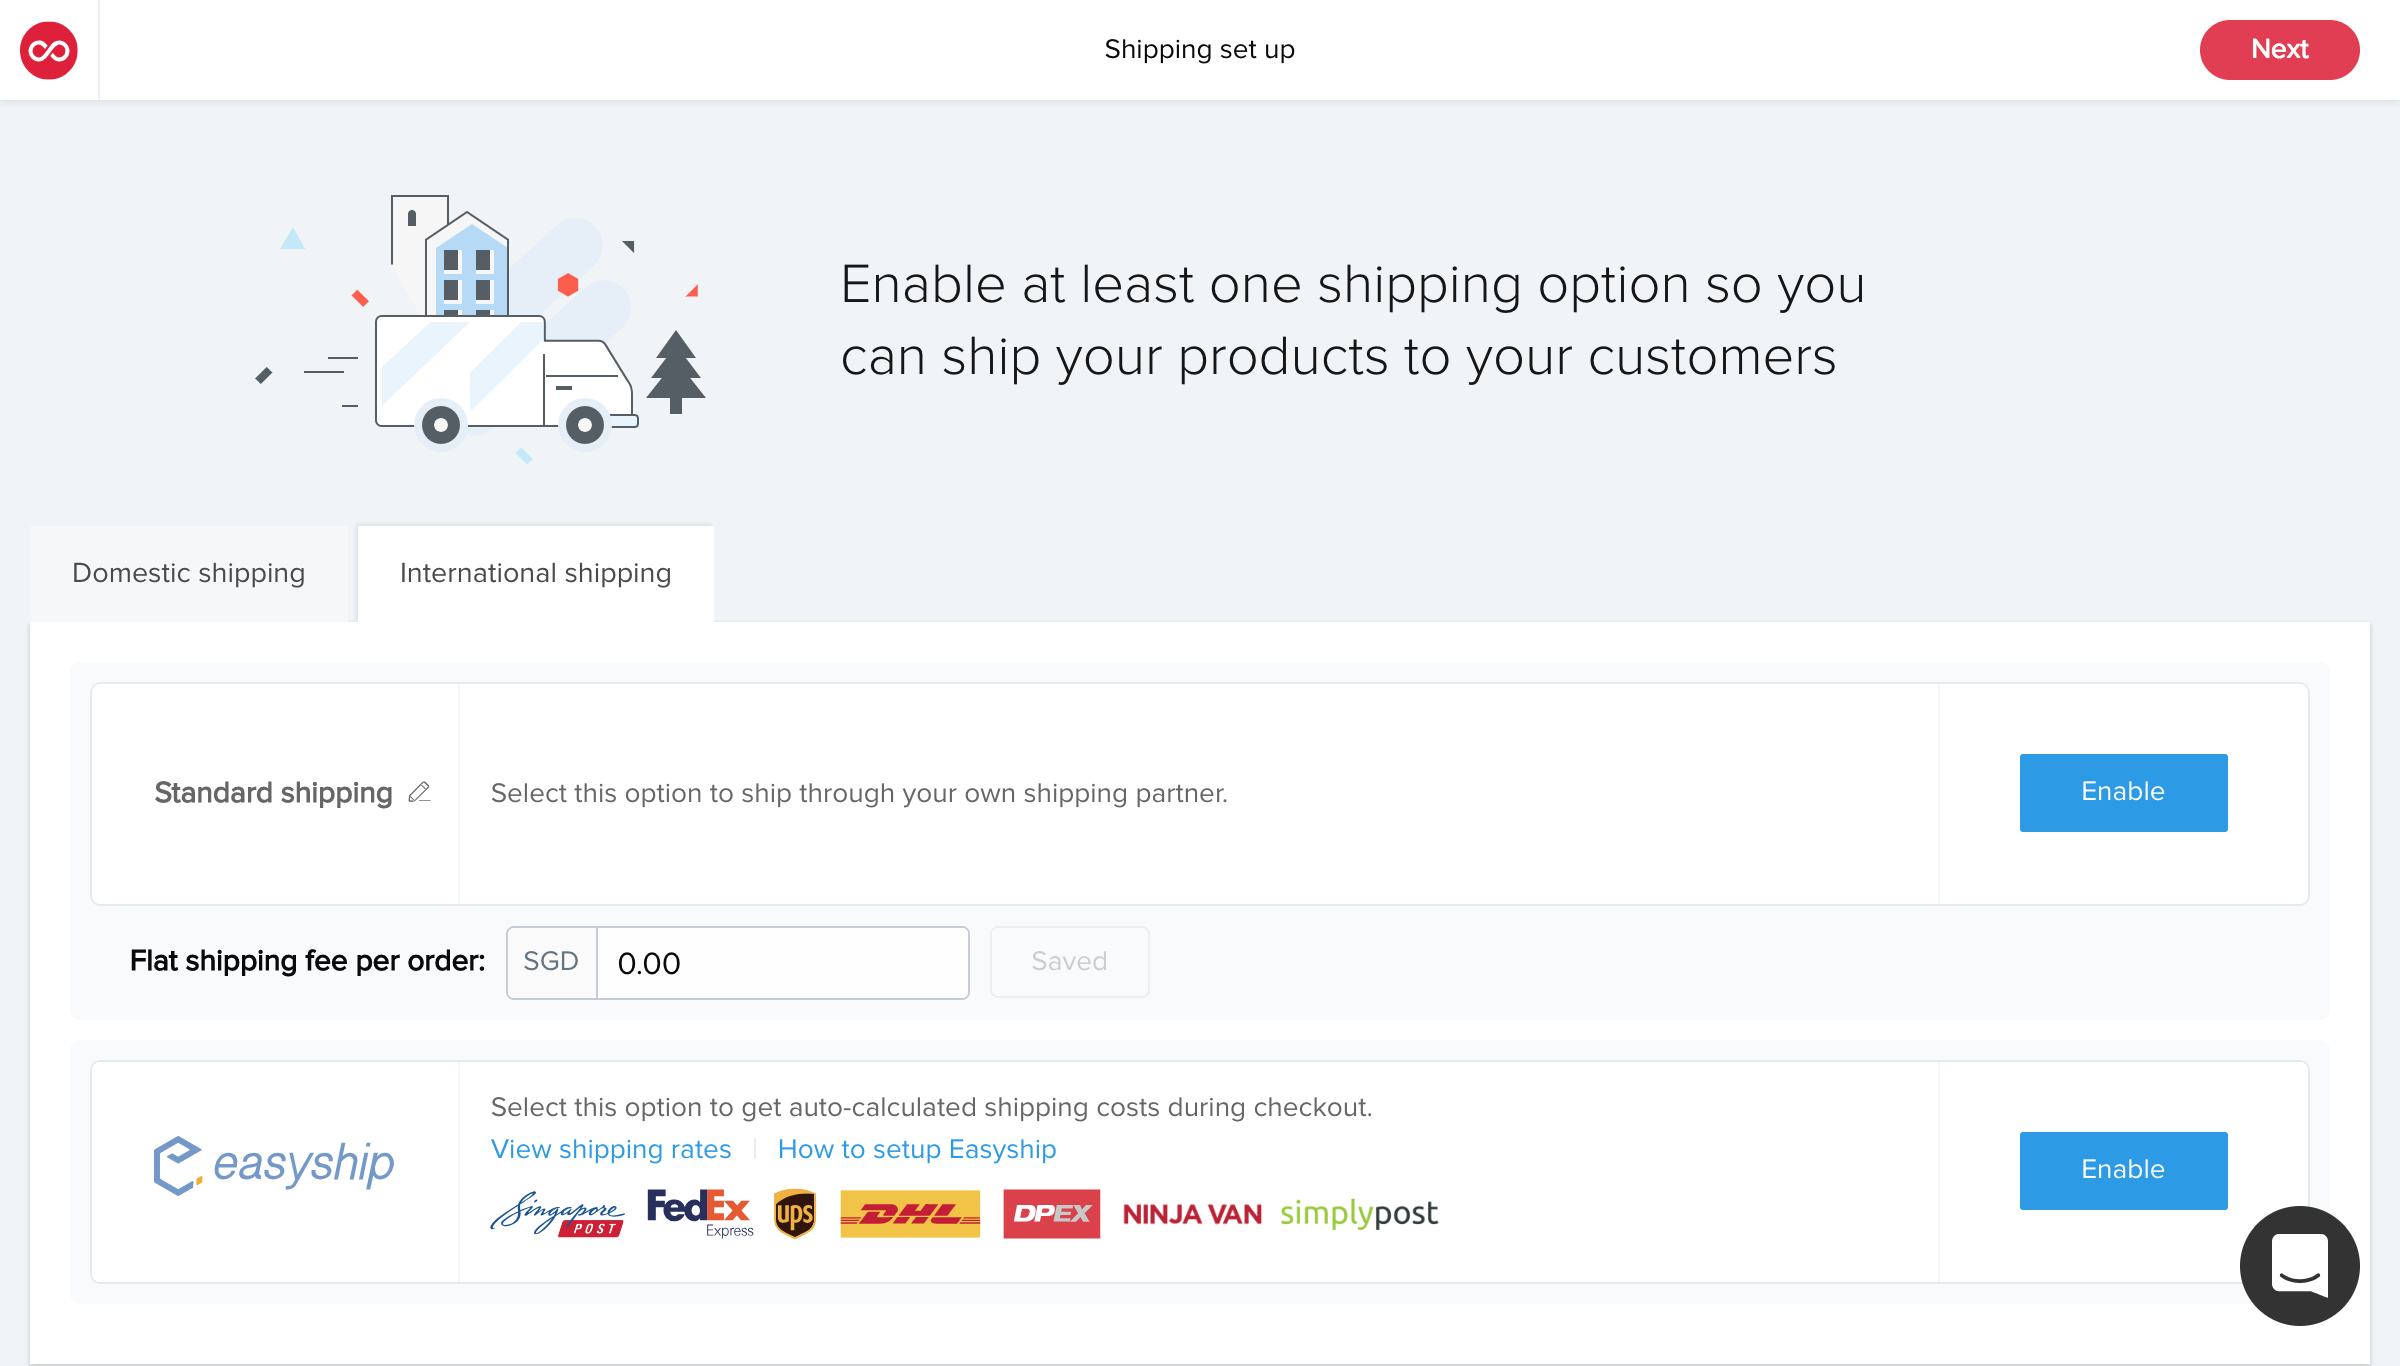 Shipping set up
Next
Enable at least one shipping option so you
can ship your products to your customers
Domestic shipping
International shipping
Standard shipping
Select this option to ship through your own shipping partner.
Enable
Flat shipping fee per order:
SGD
0.00
Saved
easyship
Select this option to get auto-calculated shipping costs during checkout.
View shipping rates
How to setup Easyship
Enable
Singapore
POST
FedEx
Express
ups
DHL
DPEX
NINJA VAN
simplypost